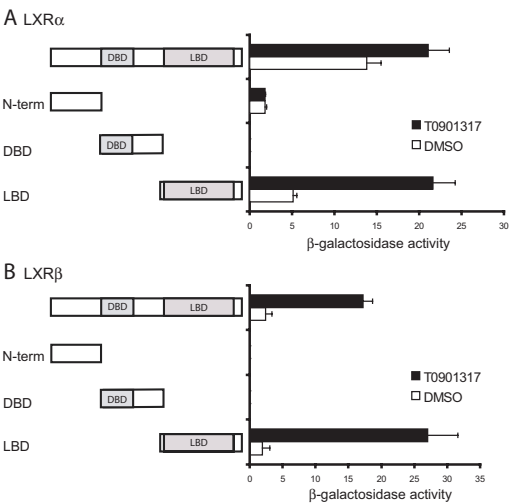 A LXRα
DBD LBD
N-term
DBD
DBD
LBD
LBD
T0901317
DMSO
0 5 10 15 20 25 30
β-galactosidase activity
B LXRβ
DBD LBD
N-term
DBD
DBD
LBD
LBD
T0901317
DMSO
0 5 10 15 20 25 30 35
β-galactosidase activity